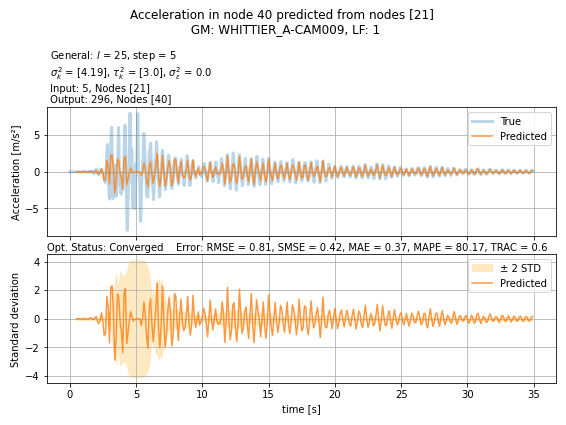 Acceleration in node 40 predicted from nodes [21]
GM: WHITTIER_A-CAM009, LF: 1
General: l = 25, step = 5
σ²ₖ = [4.19], τ²ₖ = [3.0], σ²ε = 0.0
Input: 5, Nodes [21]
Output: 296, Nodes [40]
Acceleration [m/s²]
5
0
−5
True
Predicted
Opt. Status: Converged Error: RMSE = 0.81, SMSE = 0.42, MAE = 0.37, MAPE = 80.17, TRAC = 0.6
Standard deviation
4
2
0
−2
−4
± 2 STD
Predicted
0 5 10 15 20 25 30 35
time [s]